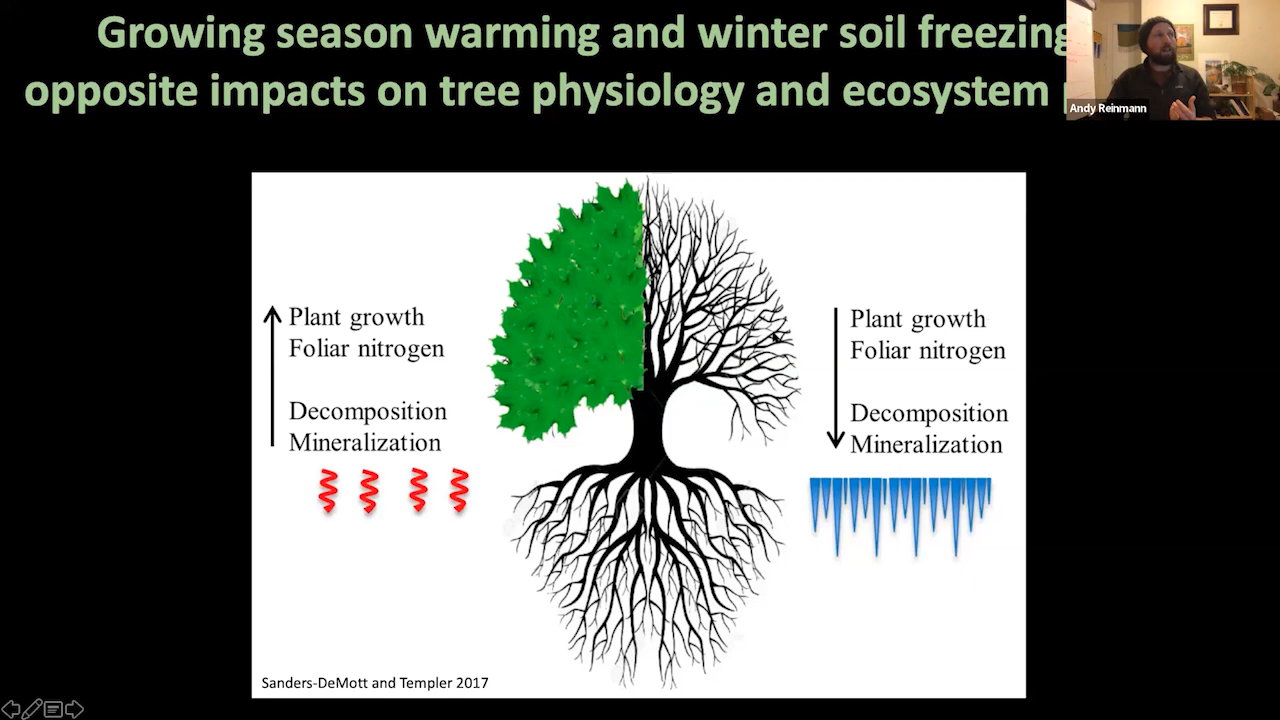 Growing season warming and winter soil freezing
opposite impacts on tree physiology and ecosystem
Andy Reinmann
Plant growth
Foliar nitrogen
Decomposition
Mineralization
Plant growth
Foliar nitrogen
Decomposition
Mineralization
Sanders-DeMott and Templer 2017